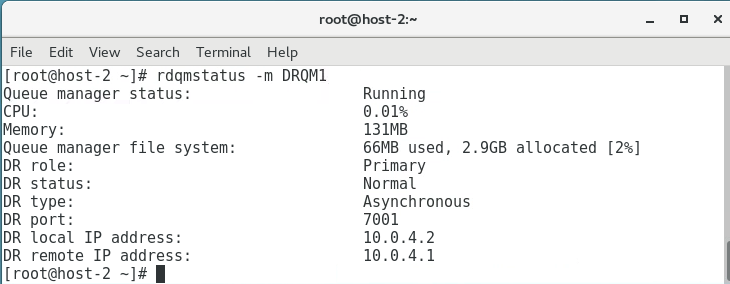 root@host-2:~
File Edit View Search Terminal Help
[root@host-2 ~]# rdqmstatus -m DRQM1
Queue manager status: Running
CPU: 0.01%
Memory: 131MB
Queue manager file system: 66MB used, 2.9GB allocated [2%]
DR role: Primary
DR status: Normal
DR type: Asynchronous
DR port: 7001
DR local IP address: 10.0.4.2
DR remote IP address: 10.0.4.1
[root@host-2 ~]#